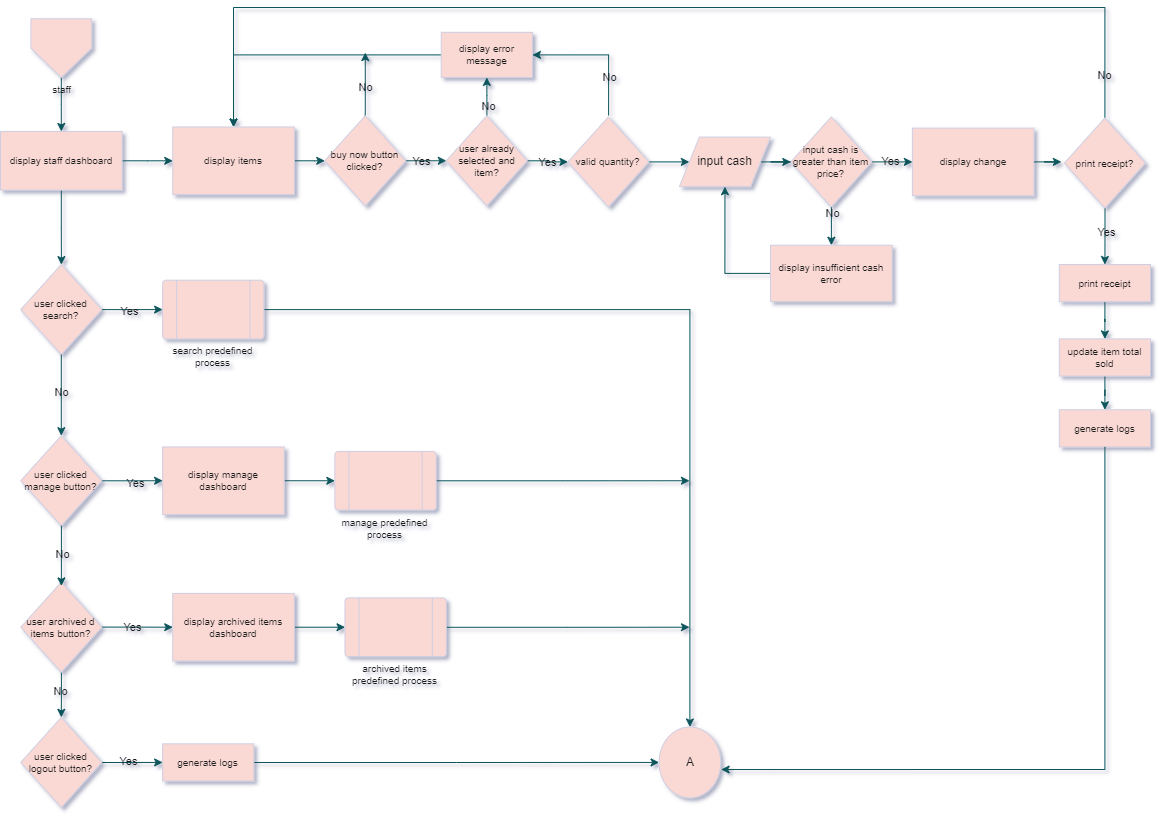 staff
display staff dashboard
display items
buy now button
clicked?
No
Yes
display error
message
user already
selected and
item?
No
Yes
valid quantity?
No
input cash
input cash is
greater than item
price?
Yes
No
display insufficient cash
error
display change
print receipt?
No
Yes
print receipt
update item total
sold
generate logs
user clicked
search?
Yes
search predefined
process
No
user clicked
manage button?
Yes
display manage
dashboard
manage predefined
process
No
user archived d
items button?
Yes
display archived items
dashboard
archived items
predefined process
No
user clicked
logout button?
Yes
generate logs
A